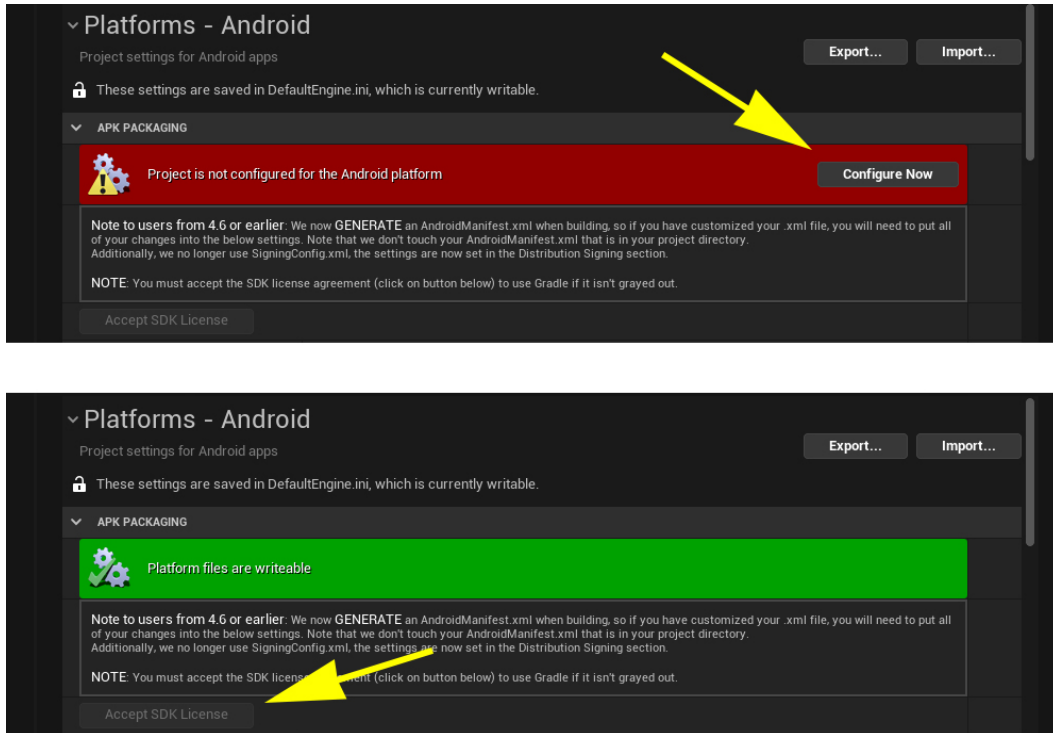 Platforms - Android
Project settings for Android apps
Export...
Import...
These settings are saved in DefaultEngine.ini, which is currently writable.
APK PACKAGING
Project is not configured for the Android platform
Configure Now
Note to users from 4.6 or earlier: We now GENERATE an AndroidManifest.xml when building, so if you have customized your .xml file, you will need to put all
of your changes into the below settings. Note that we don't touch your AndroidManifest.xml that is in your project directory.
Additionally, we no longer use SigningConfig.xml, the settings are now set in the Distribution Signing section.
NOTE: You must accept the SDK license agreement (click on button below) to use Gradle if it isn't grayed out.
Accept SDK License
Platforms - Android
Project settings for Android apps
Export...
Import...
These settings are saved in DefaultEngine.ini, which is currently writable.
APK PACKAGING
Platform files are writeable
Note to users from 4.6 or earlier: We now GENERATE an AndroidManifest.xml when building, so if you have customized your .xml file, you will need to put all
of your changes into the below settings. Note that we don't touch your AndroidManifest.xml that is in your project directory.
Additionally, we no longer use SigningConfig.xml, the settings are now set in the Distribution Signing section.
NOTE: You must accept the SDK license (click on button below) to use Gradle if it isn't grayed out.
Accept SDK License